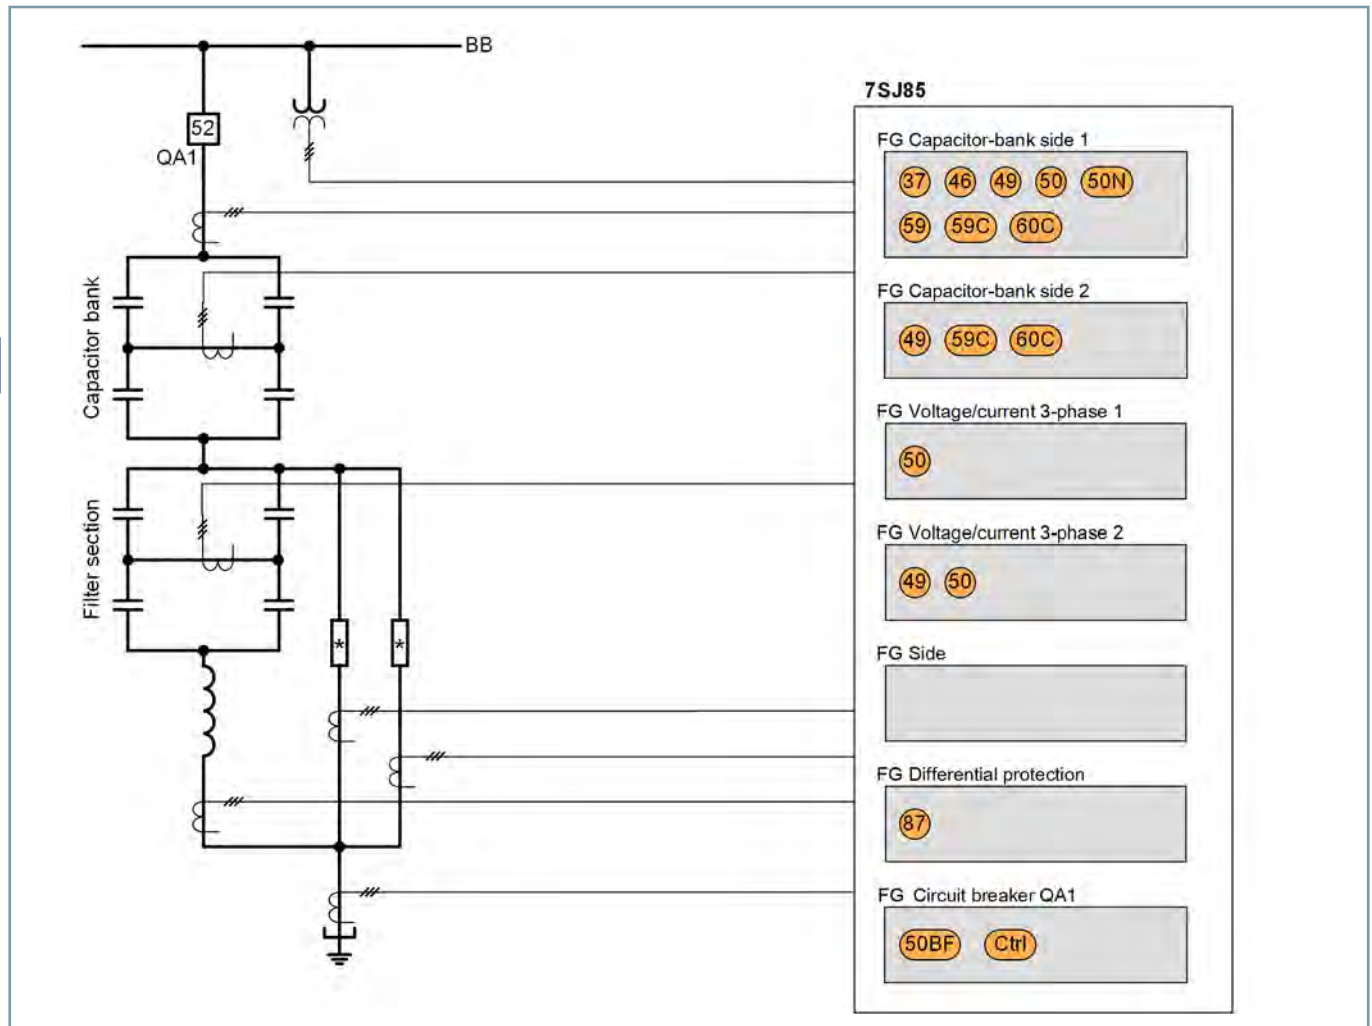 BB
52
QA1
Capacitor bank
Filter section
*
*
7SJ85
FG Capacitor-bank side 1
37 46 49 50 50N
59 59C 60C
FG Capacitor-bank side 2
49 59C 60C
FG Voltage/current 3-phase 1
50
FG Voltage/current 3-phase 2
49 50
FG Side
FG Differential protection
87
FG Circuit breaker QA1
50BF Ctrl